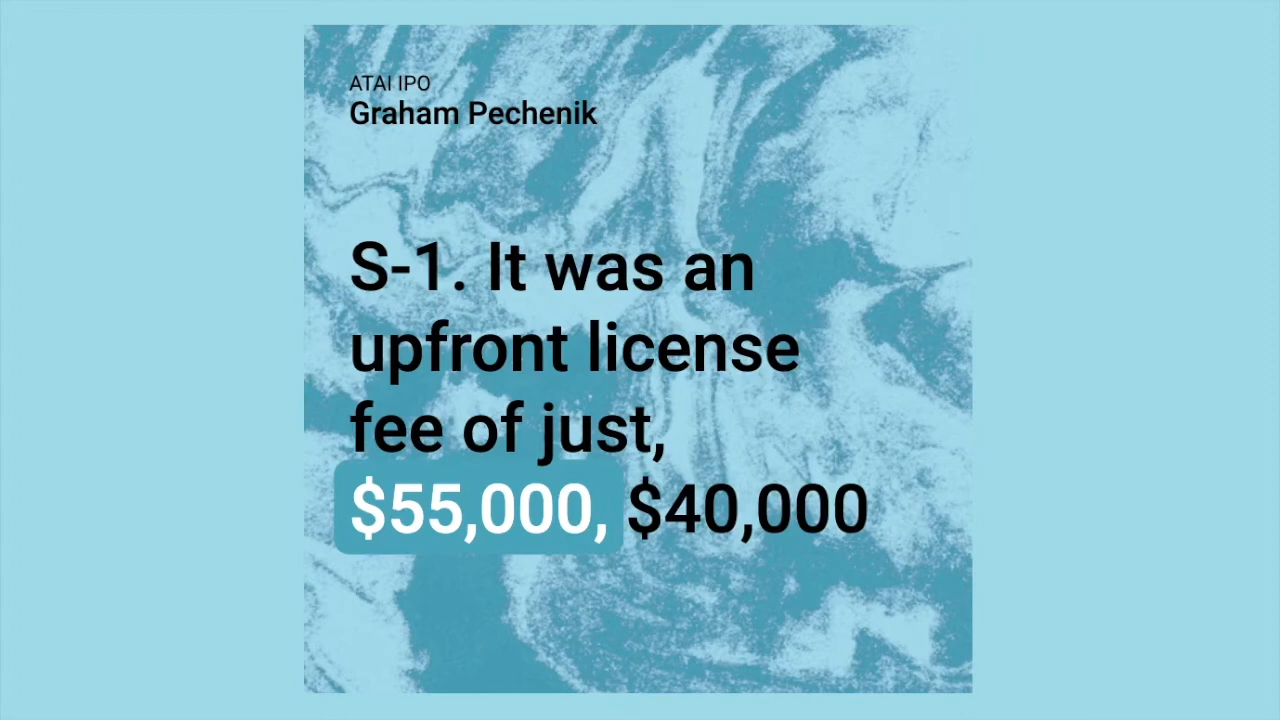 ATAI IPO
Graham Pechenik
S-1. It was an
upfront license
fee of just,
$55,000, $40,000